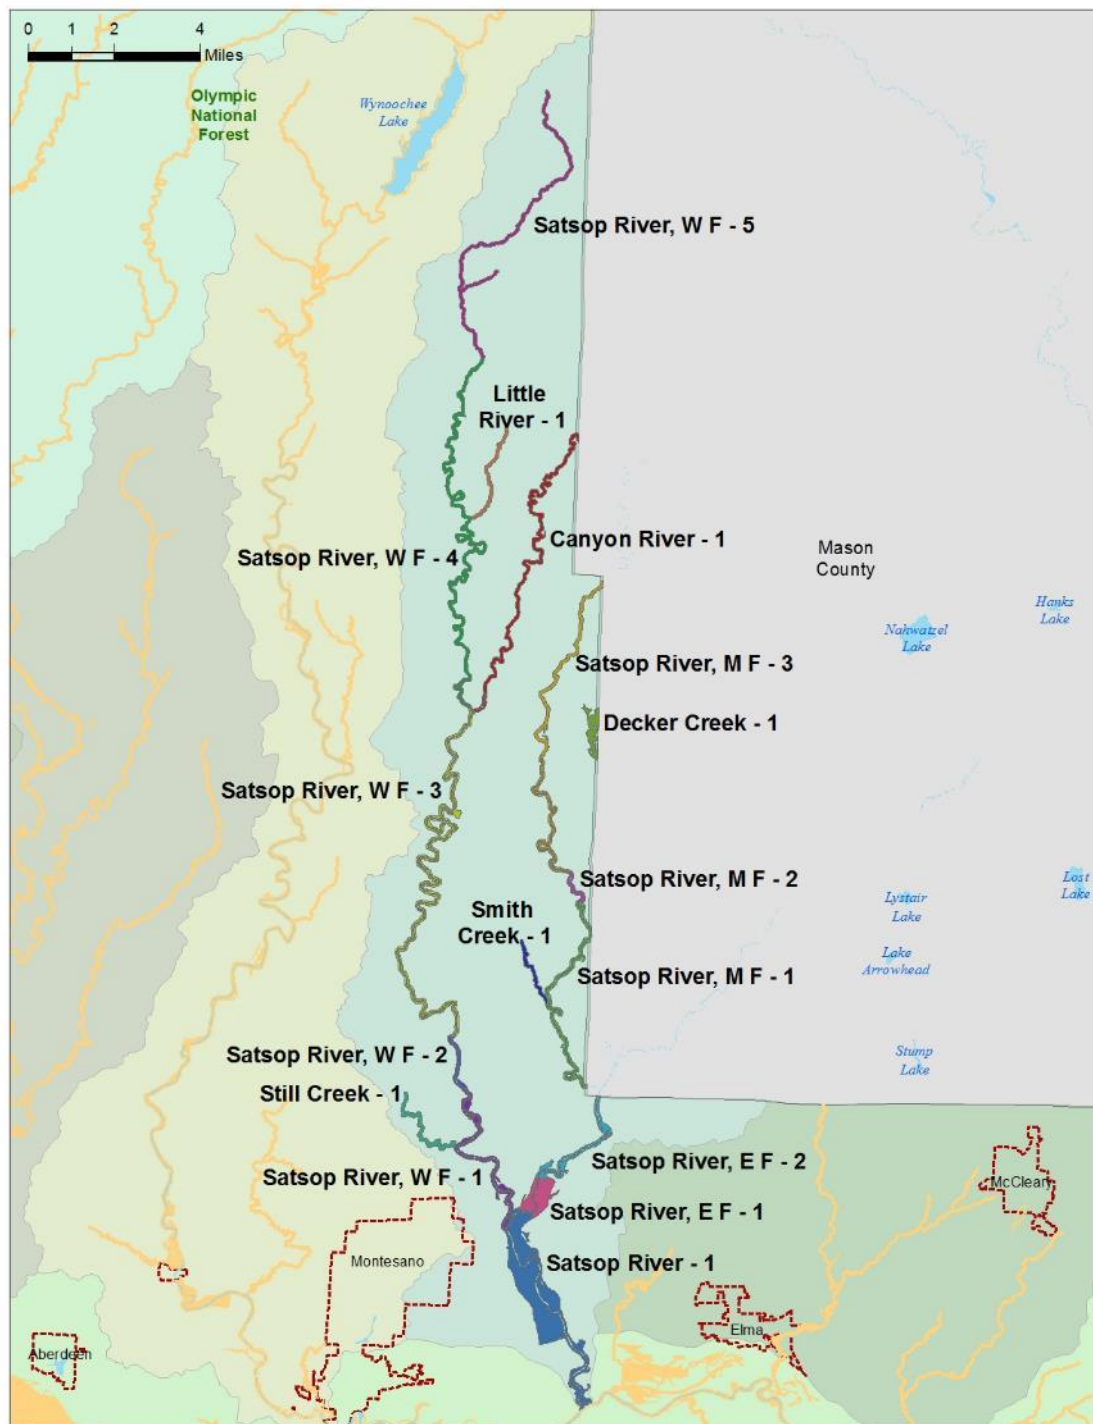 0 1 2 4
Miles
Olympic
National
Forest
Wynoochee
Lake
Satsop River, W F - 5
Little
River - 1
Canyon River - 1
Satsop River, W F - 4
Mason
County
Hanks
Lake
Nahwatzel
Lake
Satsop River, M F - 3
Decker Creek - 1
Satsop River, W F - 3
Satsop River, M F - 2
Lost
Lake
Lystair
Lake
Smith
Creek - 1
Lake
Arrowhead
Satsop River, M F - 1
Satsop River, W F - 2
Stump
Lake
Still Creek - 1
Satsop River, E F - 2
Satsop River, W F - 1
McCleary
Satsop River, E F - 1
Montesano
Satsop River - 1
Elma
Aberdeen